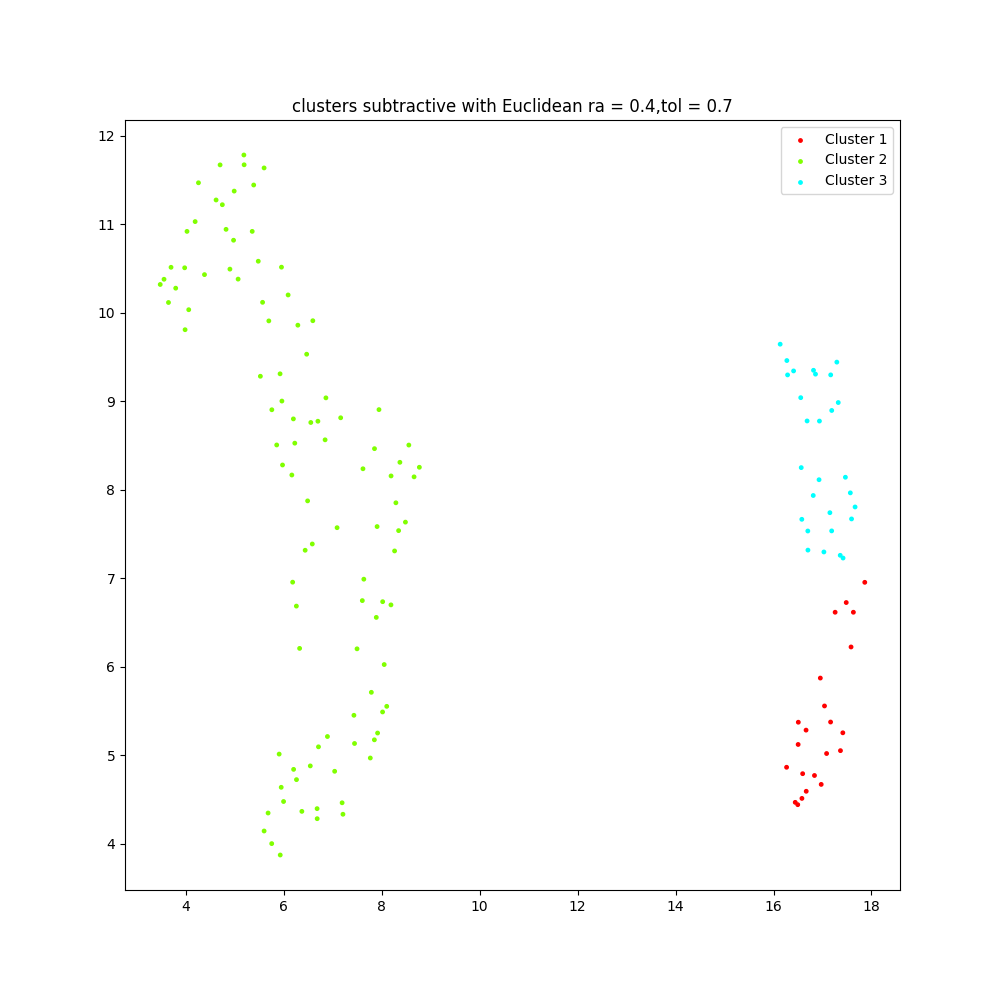 clusters subtractive with Euclidean ra = 0.4,tol = 0.7
Cluster 1
Cluster 2
Cluster 3
12
11
10
9
8
7
6
5
4
4 6 8 10 12 14 16 18